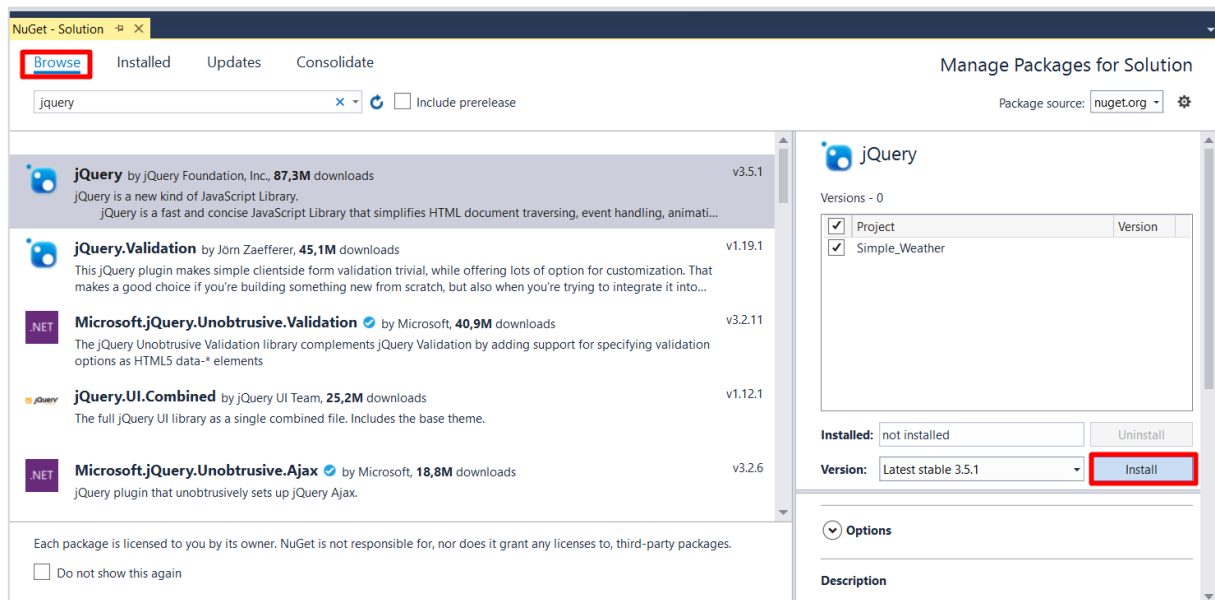 NuGet - Solution
Browse Installed Updates Consolidate
Manage Packages for Solution
jquery
Include prerelease
Package source: nuget.org
jQuery by jQuery Foundation, Inc., 87,3M downloads
v3.5.1
jQuery is a new kind of JavaScript Library.
jQuery is a fast and concise JavaScript Library that simplifies HTML document traversing, event handling, animati...
jQuery.Validation by Jörn Zaefferer, 45,1M downloads
v1.19.1
This jQuery plugin makes simple clientside form validation trivial, while offering lots of option for customization. That
makes a good choice if you're building something new from scratch, but also when you're trying to integrate it into...
.NET
Microsoft.jQuery.Unobtrusive.Validation by Microsoft, 40,9M downloads
v3.2.11
The jQuery Unobtrusive Validation library complements jQuery Validation by adding support for specifying validation
options as HTML5 data-* elements
jQuery
jQuery.UI.Combined by jQuery UI Team, 25,2M downloads
v1.12.1
The full jQuery UI library as a single combined file. Includes the base theme.
.NET
Microsoft.jQuery.Unobtrusive.Ajax by Microsoft, 18,8M downloads
v3.2.6
jQuery plugin that unobtrusively sets up jQuery Ajax.
Each package is licensed to you by its owner. NuGet is not responsible for, nor does it grant any licenses to, third-party packages.
Do not show this again
jQuery
Versions - 0
Project Version
Simple_Weather
Installed: not installed Uninstall
Version: Latest stable 3.5.1 Install
Options
Description